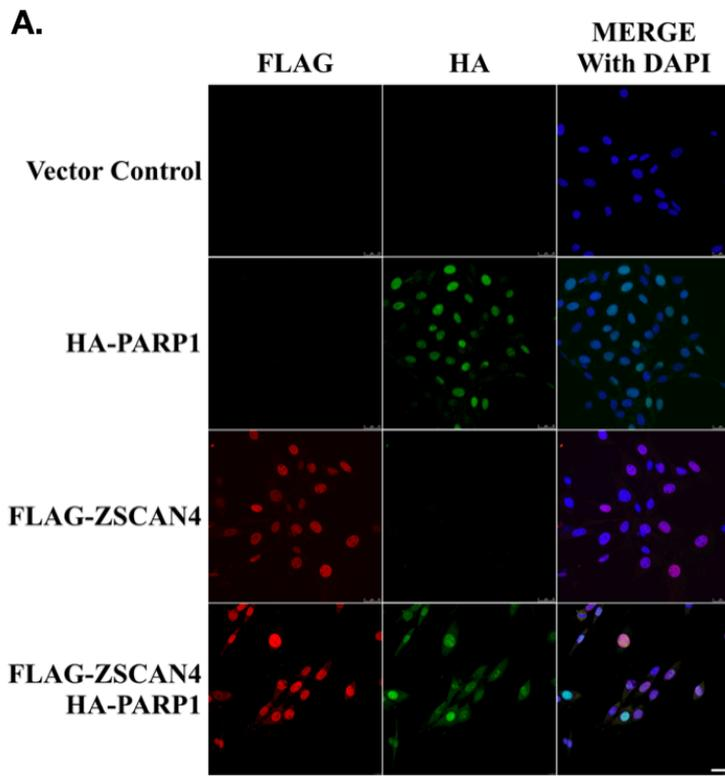 A.
FLAG
HA
MERGE
With DAPI
Vector Control
HA-PARP1
FLAG-ZSCAN4
FLAG-ZSCAN4
HA-PARP1